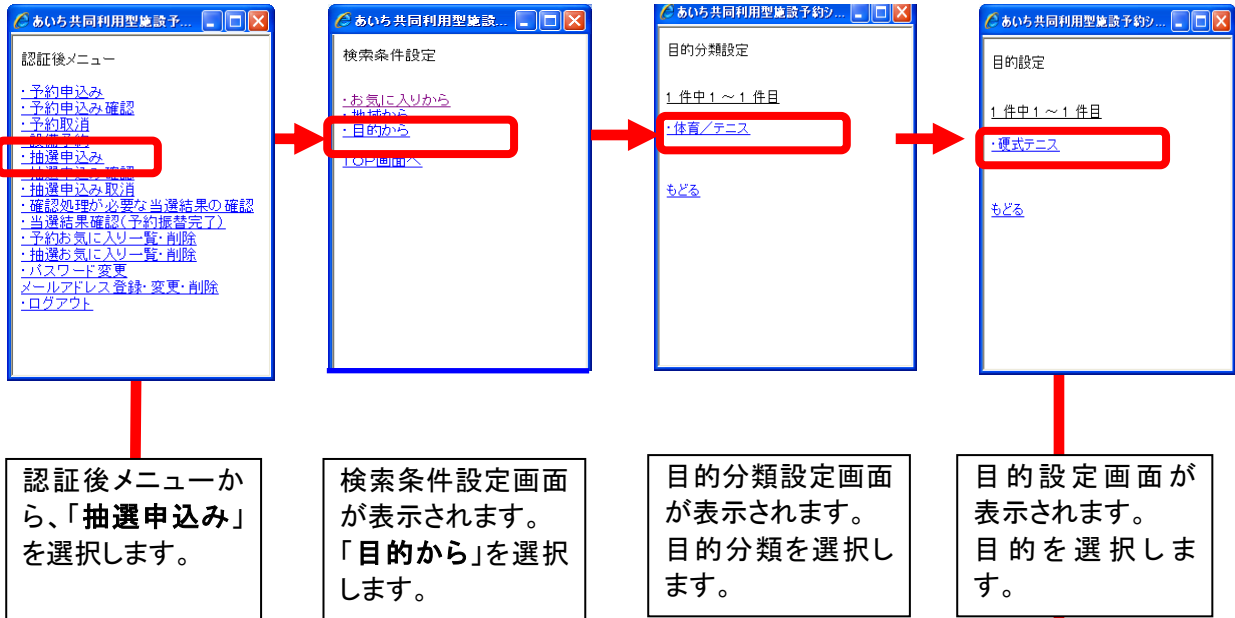 あいち共同利用型施設予...
認証後メニュー
・予約申込み
・予約申込み確認
・予約取消
・設備予約
・抽選申込み
・抽選申込み確認
・抽選申込み取消
・確認処理が必要な当選結果の確認
・当選結果確認(予約振替完了)
・予約お気に入り一覧・削除
・抽選お気に入り一覧・削除
・パスワード変更
メールアドレス登録・変更・削除
・ログアウト
あいち共同利用型施設...
検索条件設定
・お気に入りから
・地域から
・目的から
TOP画面へ
あいち共同利用型施設予約シ...
目的分類設定
1 件中1 ～ 1 件目
・体育／テニス
もどる
あいち共同利用型施設予約シ...
目的設定
1 件中1 ～ 1 件目
・硬式テニス
もどる
認証後メニューか
ら、「抽選申込み」
を選択します。
検索条件設定画面
が表示されます。
「目的から」を選択
します。
目的分類設定画面
が表示されます。
目的分類を選択し
ます。
目的設定画面が
表示されます。
目的を選択しま
す。